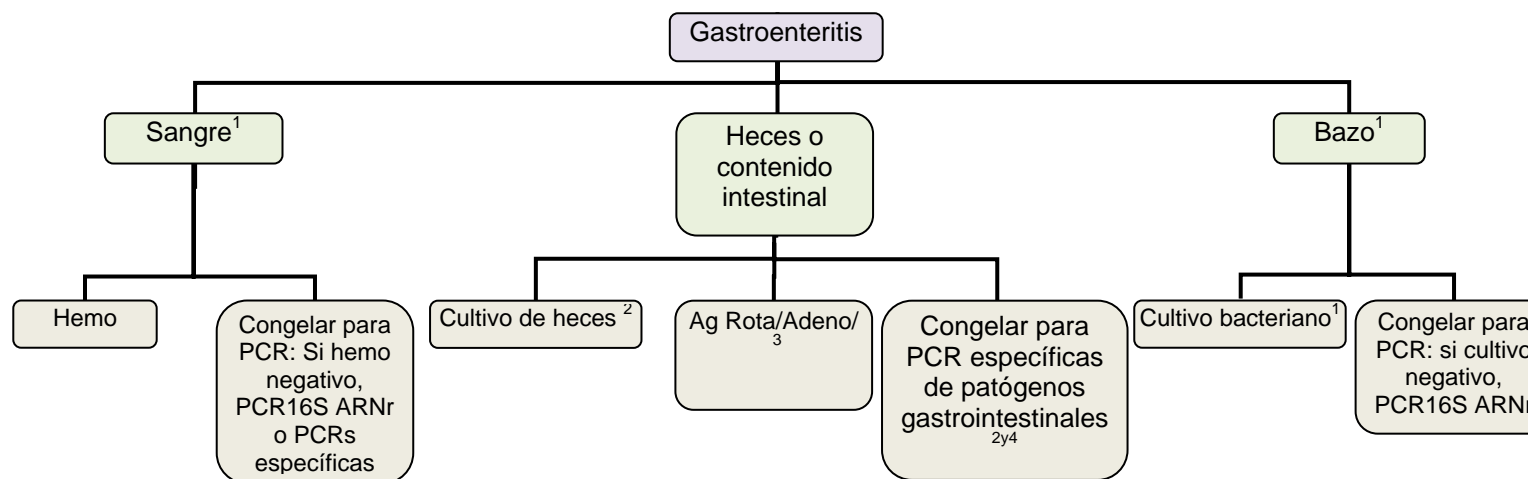 Gastroenteritis
Sangre¹
Heces o
contenido
intestinal
Bazo¹
Hemo
Congelar para
PCR: Si hemo
negativo,
PCR16S ARNr
o PCRs
específicas
Cultivo de heces ²
Ag Rota/Adeno/
3
Congelar para
PCR específicas
de patógenos
gastrointestinales
2y4
Cultivo bacteriano¹
Congelar para
PCR: si cultivo
negativo,
PCR16S ARNr